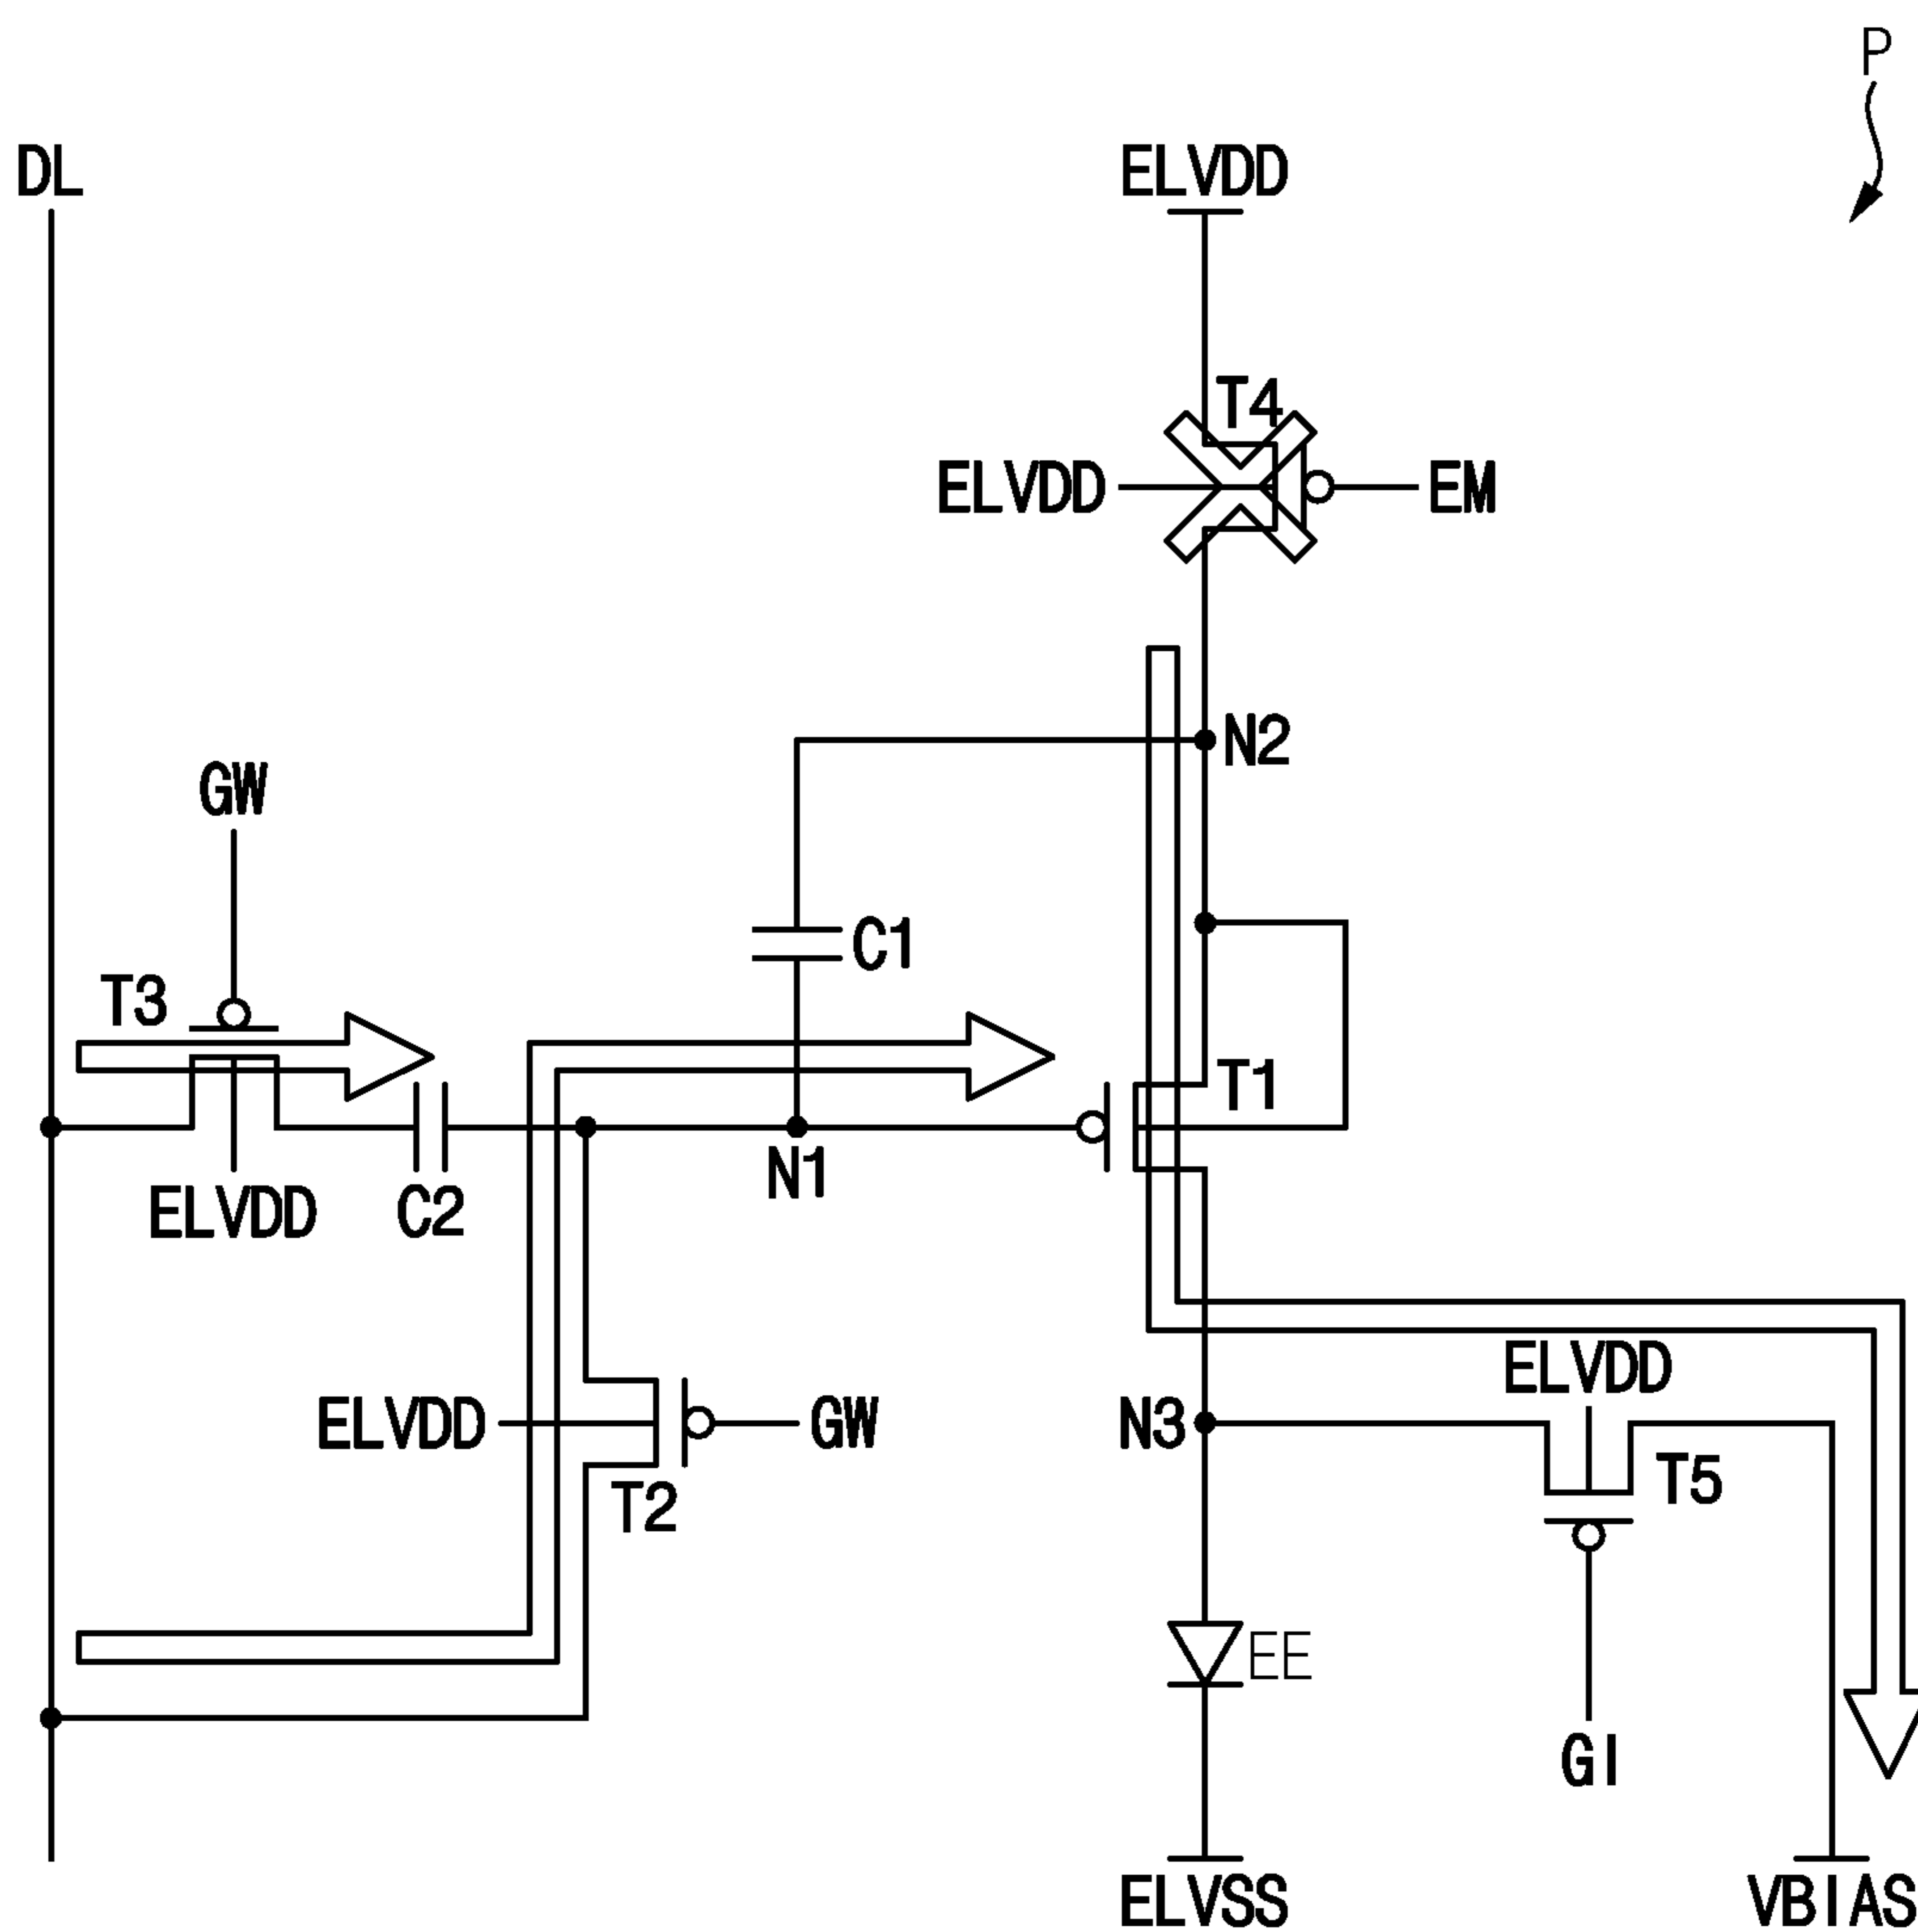 P
DL
ELVDD
T4
ELVDD
EM
N2
GW
C1
T3
T1
N1
ELVDD
C2
ELVDD
N3
ELVDD
GW
T5
T2
EE
GI
ELVSS
VBIAS